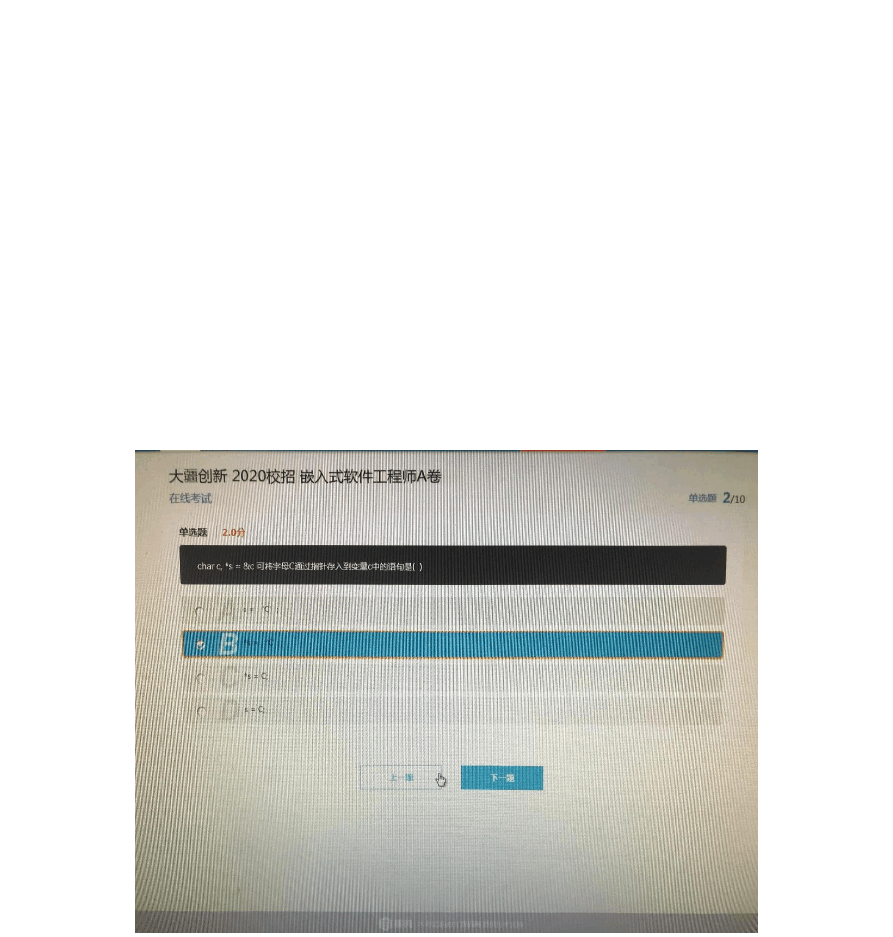 大疆创新 2020校招 嵌入式软件工程师A卷
在线考试
单选题 2/10
单选题 2.0分
char c, *s = &c 可将字母C通过指针存入到变量c中的语句是( )
A s = 'C' ;
B *s = 'C'
C *s = C;
D s = C;
上一题
下一题